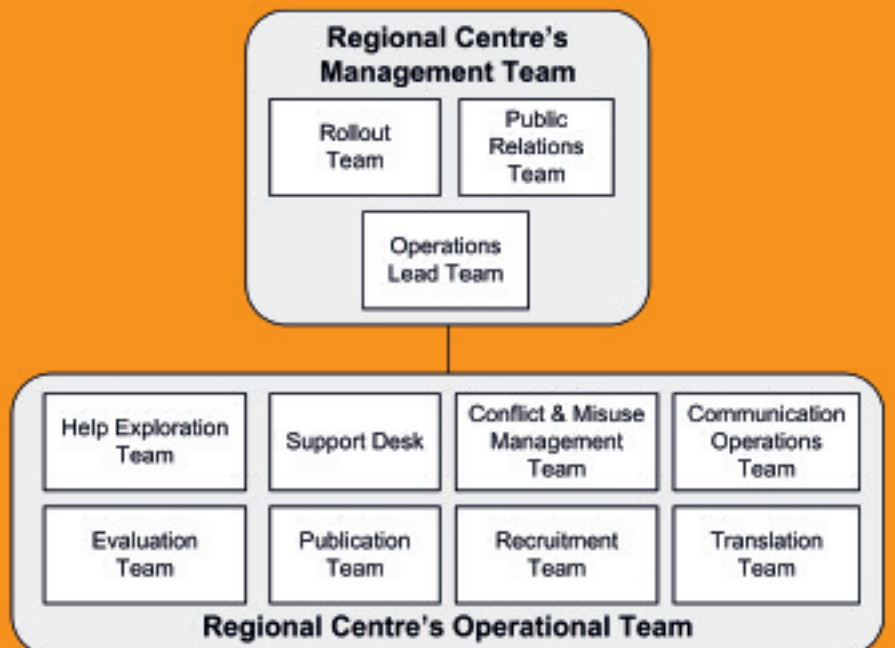 Regional Centre's
Management Team
Rollout
Team
Public
Relations
Team
Operations
Lead Team
Help Exploration
Team
Support Desk
Conflict & Misuse
Management
Team
Communication
Operations
Team
Evaluation
Team
Publication
Team
Recruitment
Team
Translation
Team
Regional Centre's Operational Team